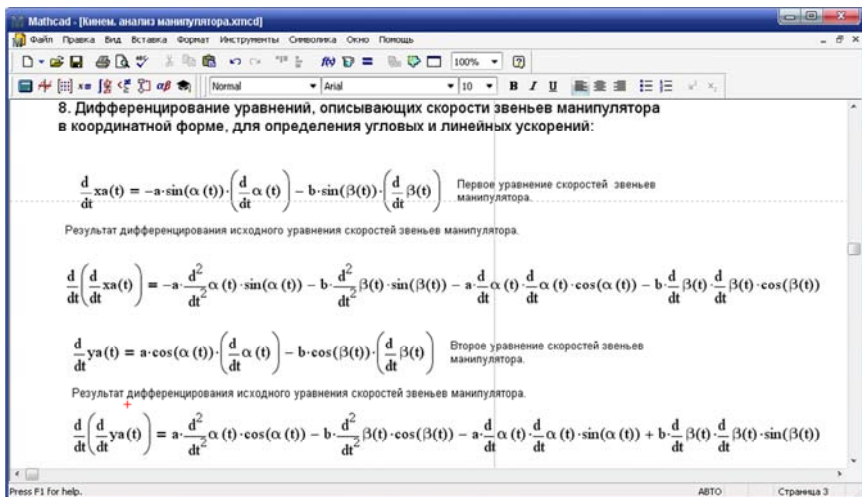 Mathcad - [Кинем. анализ манипулятора.xmcd]
Файл Правка Вид Вставка Формат Инструменты Символика Окно Помощь
100%
Normal Arial 10 B I U
8. Дифференцирование уравнений, описывающих скорости звеньев манипулятора
в координатной форме, для определения угловых и линейных ускорений:
d/dt xa(t) = −a·sin(α(t))·(d/dt α(t)) − b·sin(β(t))·(d/dt β(t)) Первое уравнение скоростей звеньев
манипулятора.
Результат дифференцирования исходного уравнения скоростей звеньев манипулятора.
d/dt(d/dt xa(t)) = −a·d²/dt² α(t)·sin(α(t)) − b·d²/dt² β(t)·sin(β(t)) − a·d/dt α(t)·d/dt α(t)·cos(α(t)) − b·d/dt β(t)·d/dt β(t)·cos(β(t))
d/dt ya(t) = a·cos(α(t))·(d/dt α(t)) − b·cos(β(t))·(d/dt β(t)) Второе уравнение скоростей звеньев
манипулятора.
Результат дифференцирования исходного уравнения скоростей звеньев манипулятора.
d/dt(d/dt ya(t)) = a·d²/dt² α(t)·cos(α(t)) − b·d²/dt² β(t)·cos(β(t)) − a·d/dt α(t)·d/dt α(t)·sin(α(t)) + b·d/dt β(t)·d/dt β(t)·sin(β(t))
Press F1 for help. АВТО Страница 3